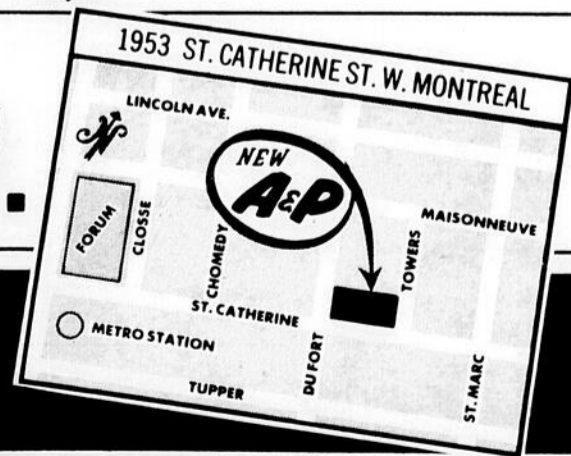 1953 ST. CATHERINE ST. W. MONTREAL
LINCOLN AVE.
N
NEW
A&P
MAISONNEUVE
FORUM
CLOSSE
CHOMEDY
TOWERS
ST. CATHERINE
METRO STATION
DU FORT
ST. MARC
TUPPER